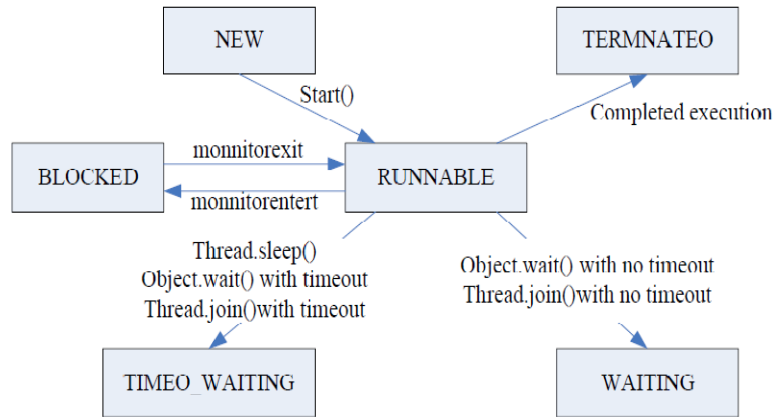 NEW
TERMNATEO
Start()
Completed execution
monnitorexit
BLOCKED
RUNNABLE
monnitorentert
Thread.sleep()
Object.wait() with timeout
Thread.join()with timeout
Object.wait() with no timeout
Thread.join()with no timeout
TIMEO_WAITING
WAITING